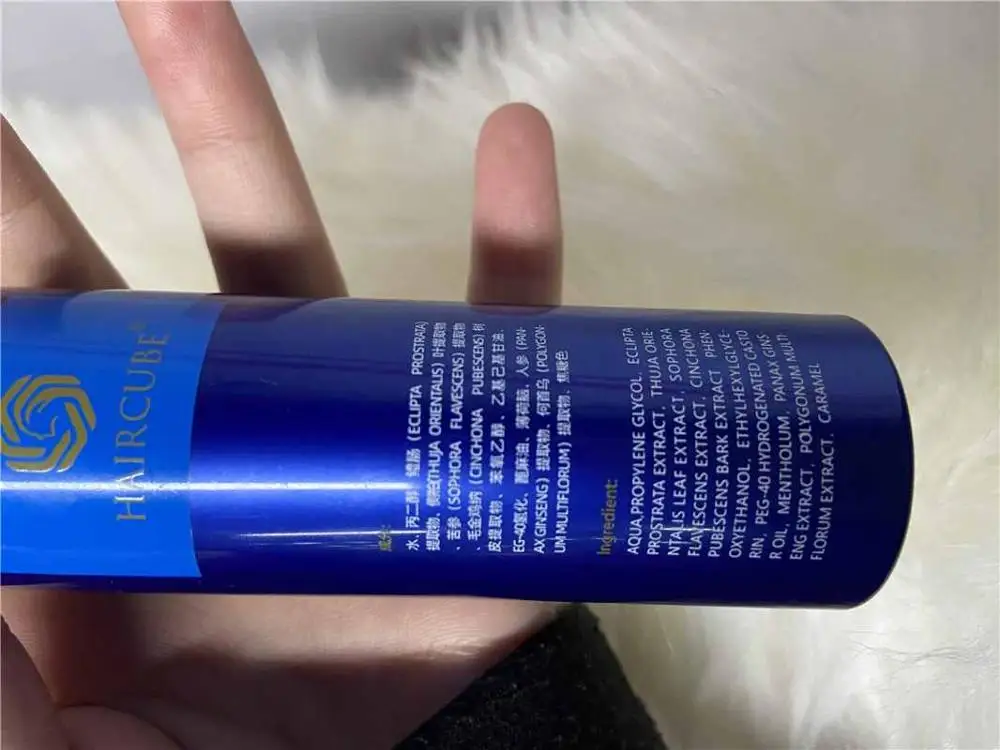 HAIRCUBE®
成分:
水、丙二醇、鳢肠 (ECLIPTA PROSTRATA)
提取物、侧柏(THUJA ORIENTALIS) 叶提取物
、苦参 (SOPHORA FLAVESCENS) 提取物
、毛金鸡纳 (CINCHONA PUBESCENS) 树
皮提取物、苯氧乙醇、乙基己基甘油、
EG-40氢化、蓖麻油、薄荷脑、人参 (PAN-
AX GINSENG) 提取物、何首乌 (POLYGON-
UM MULTIFLORUM) 提取物、焦糖色
Ingredient:
AQUA, PROPYLENE GLYCOL, ECLIPTA
PROSTRATA EXTRACT, THUJA ORIE-
NTALIS LEAF EXTRACT, SOPHORA
FLAVESCENS EXTRACT, CINCHONA
PUBESCENS BARK EXTRACT, PHEN-
OXYETHANOL, ETHYLHEXYLGLYCE-
RIN, PEG-40 HYDROGENATED CASTO
R OIL, MENTHOLUM, PANAX GINS-
ENG EXTRACT, POLYGONUM MULTI
FLORUM EXTRACT, CARAMEL